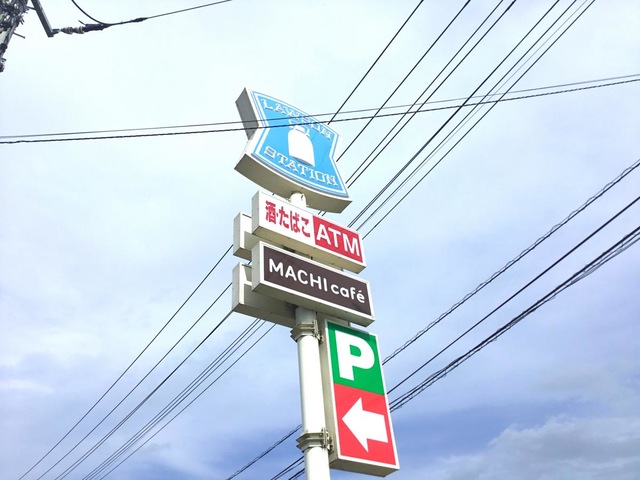 LAWSON
STATION
酒・たばこ ATM
MACHI café
P